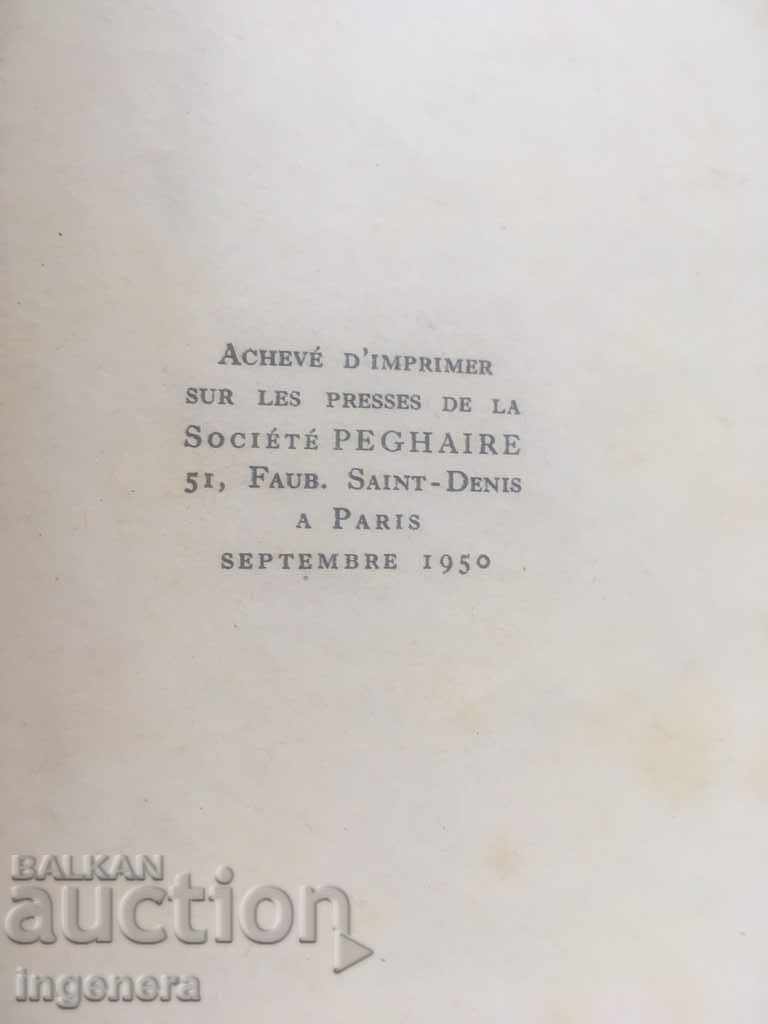 ACHEVÉ D'IMPRIMER
SUR LES PRESSES DE LA
SOCIÉTÉ PEGHAIRE
51, FAUB. SAINT-DENIS
A PARIS
SEPTEMBRE 1950
BALKAN
auction
ingenera